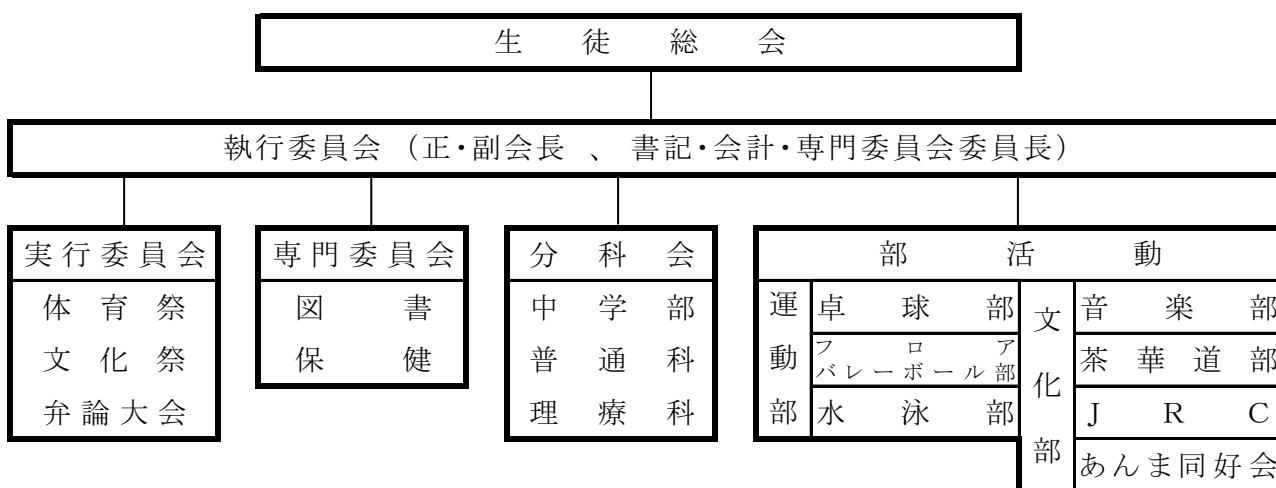 生徒総会
執行委員会 （正・副会長 、 書記・会計・専門委員会委員長）
実行委員会
体育祭
文化祭
弁論大会
専門委員会
図書
保健
分科会
中学部
普通科
理療科
部活動
運動部
卓球部
フロア
バレーボール部
水泳部
文化部
音楽部
茶華道部
JRC
あんま同好会